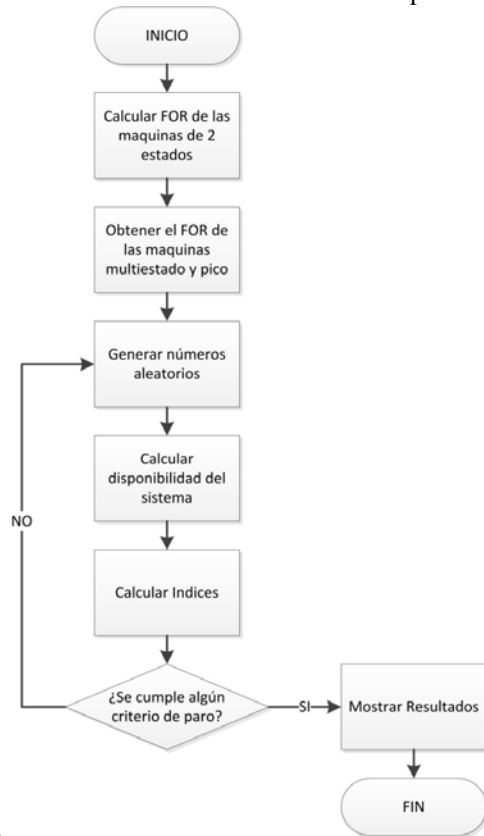 INICIO
Calcular FOR de las
maquinas de 2
estados
Obtener el FOR de
las maquinas
multiestado y pico
Generar números
aleatorios
Calcular
disponibilidad del
sistema
NO
Calcular Indices
¿Se cumple algún
criterio de paro?
SI
Mostrar Resultados
FIN